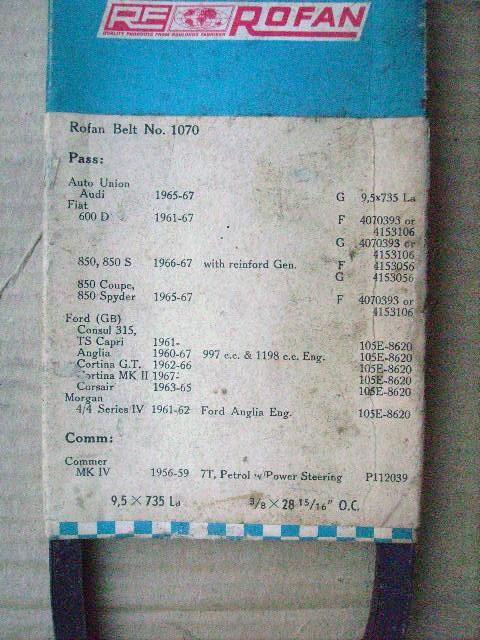 RE ROFAN
QUALITY PRODUCTS FROM ROULUNDS FABRIKER
Rofan Belt No. 1070
Pass:
Auto Union
Audi 1965-67 G 9,5x735 La
Fiat
600 D 1961-67 F 4070393 or
4153106
G 4070393 or
4153106
850, 850 S 1966-67 with reinford Gen. F 4153056
G 4153056
850 Coupe,
850 Spyder 1965-67 F 4070393 or
4153106
Ford (GB)
Consul 315,
TS Capri 1961- 105E-8620
Anglia 1960-67 997 c.c. & 1198 c.c. Eng. 105E-8620
Cortina G.T. 1962-66 105E-8620
Cortina MK II 1967- 105E-8620
Corsair 1963-65 105E-8620
Morgan
4/4 Series IV 1961-62 Ford Anglia Eng. 105E-8620
Comm:
Commer
MK IV 1956-59 7T, Petrol w/Power Steering P112039
9,5 X 735 La 3/8 x 28 15/16" O.C.